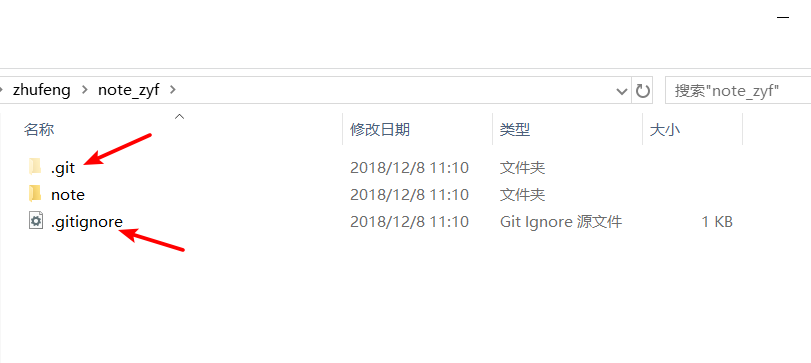 zhufeng note_zyf 搜索"note_zyf"
名称 修改日期 类型 大小
.git 2018/12/8 11:10 文件夹
note 2018/12/8 11:10 文件夹
.gitignore 2018/12/8 11:10 Git Ignore 源文件 1 KB